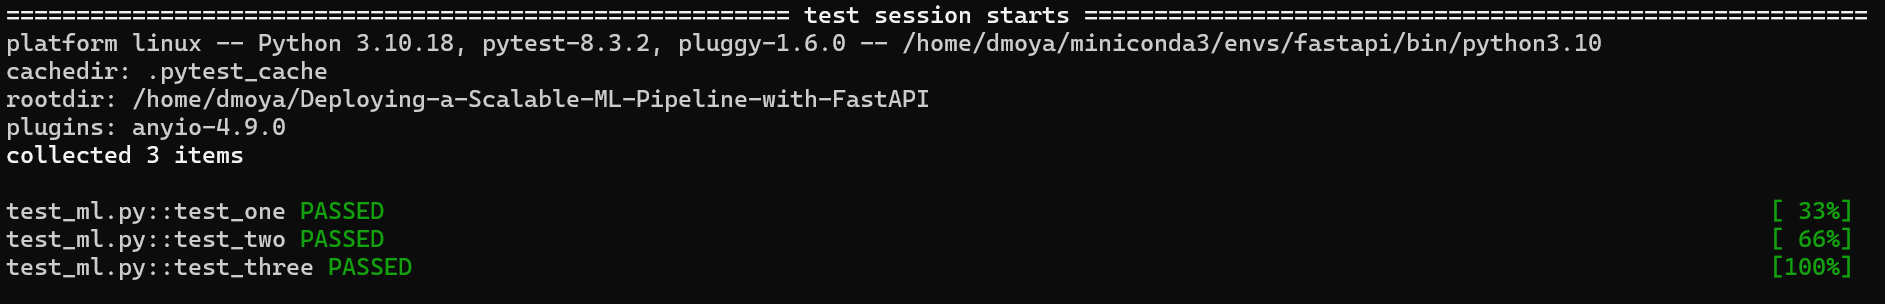 ======================================================== test session starts ========================================================
platform linux -- Python 3.10.18, pytest-8.3.2, pluggy-1.6.0 -- /home/dmoya/miniconda3/envs/fastapi/bin/python3.10
cachedir: .pytest_cache
rootdir: /home/dmoya/Deploying-a-Scalable-ML-Pipeline-with-FastAPI
plugins: anyio-4.9.0
collected 3 items
test_ml.py::test_one PASSED [ 33%]
test_ml.py::test_two PASSED [ 66%]
test_ml.py::test_three PASSED [100%]